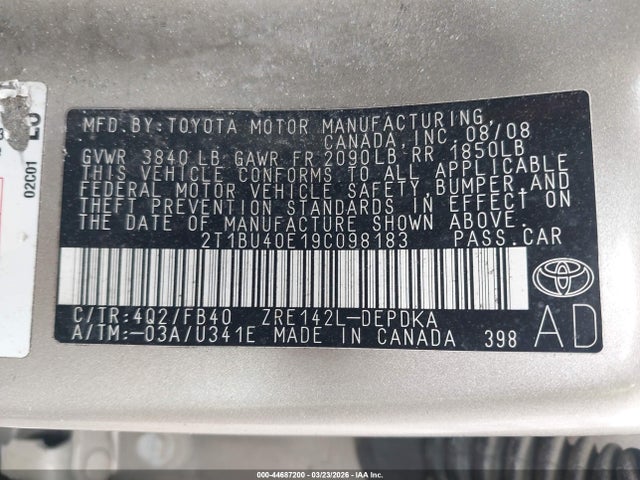 MFD.BY:TOYOTA MOTOR MANUFACTURING,
CANADA,INC. 08/08
GVWR 3840 LB GAWR FR 2090LB RR 1850LB
THIS VEHICLE CONFORMS TO ALL APPLICABLE
FEDERAL MOTOR VEHICLE SAFETY,BUMPER,AND
THEFT PREVENTION STANDARDS IN EFFECT ON
THE DATE OF MANUFACTURE SHOWN ABOVE.
2T1BU40E19C098183 PASS.CAR
C/TR:4Q2/FB40 ZRE142L-DEPDKA
A/TM:-03A/U341E MADE IN CANADA 398
AD
02C01
000-44687200 - 03/23/2026 - IAA Inc.